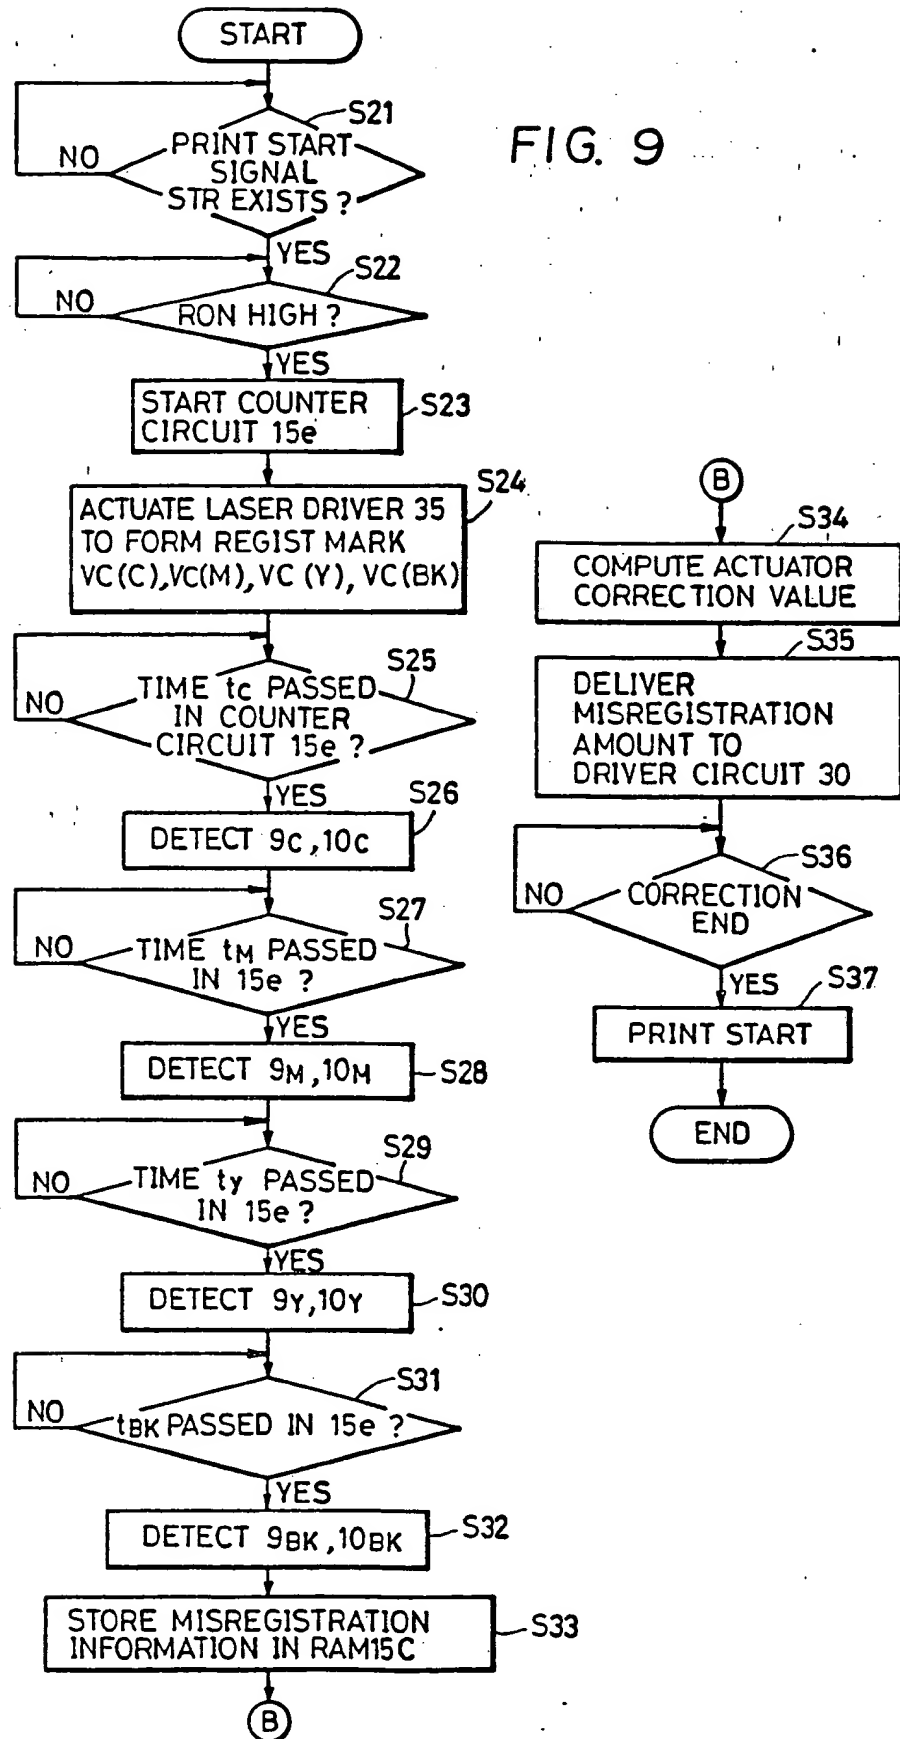 START
S21
PRINT START
SIGNAL
STR EXISTS ?
NO
YES
FIG. 9
S22
RON HIGH ?
NO
YES
START COUNTER
CIRCUIT 15e
S23
S24
ACTUATE LASER DRIVER 35
TO FORM REGIST MARK
VC(C),VC(M),VC(Y),VC(BK)
S25
TIME tc PASSED
IN COUNTER
CIRCUIT 15e ?
NO
YES
S26
DETECT 9C,10C
S27
TIME tM PASSED
IN 15e ?
NO
YES
DETECT 9M,10M
S28
S29
TIME ty PASSED
IN 15e ?
NO
YES
DETECT 9Y,10Y
S30
S31
tBK PASSED IN 15e ?
NO
YES
DETECT 9BK,10BK
S32
STORE MISREGISTRATION
INFORMATION IN RAM15C
S33
B
B
S34
COMPUTE ACTUATOR
CORRECTION VALUE
S35
DELIVER
MISREGISTRATION
AMOUNT TO
DRIVER CIRCUIT 30
S36
CORRECTION
END
NO
YES
S37
PRINT START
END